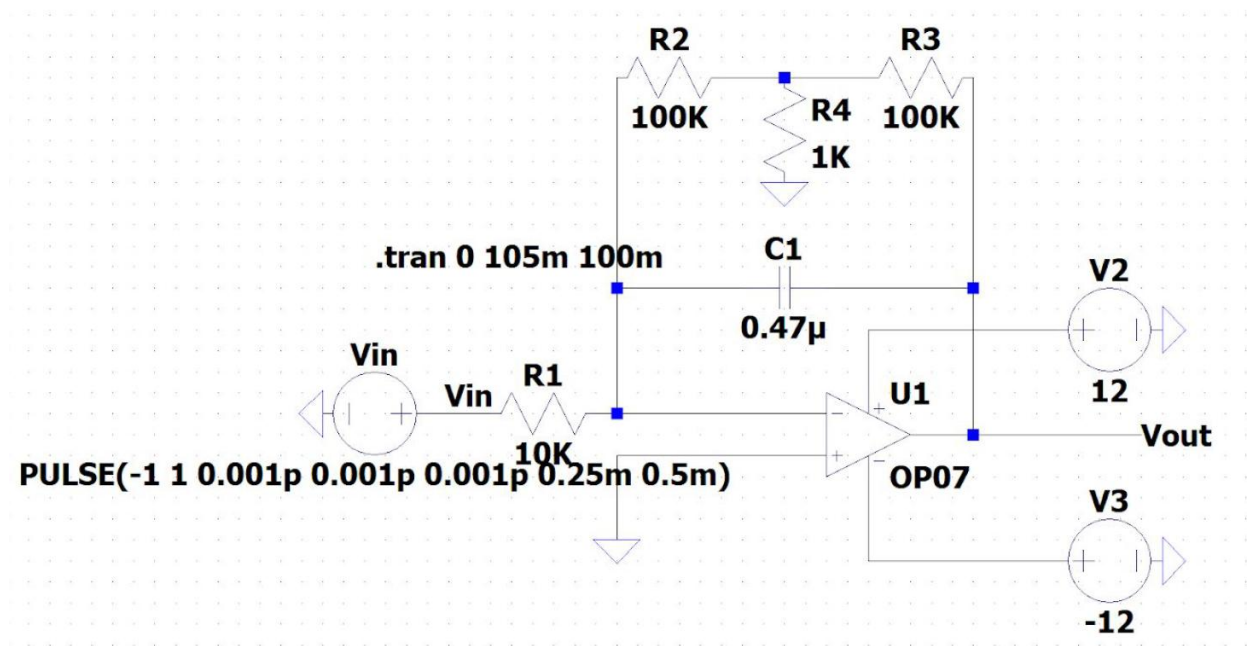 R2
R3
100K
R4
100K
1K
.tran 0 105m 100m
C1
0.47µ
V2
Vin
Vin
R1
+
-
12
U1
10K
PULSE(-1 1 0.001p 0.001p 0.001p 0.25m 0.5m)
OP07
Vout
V3
-12